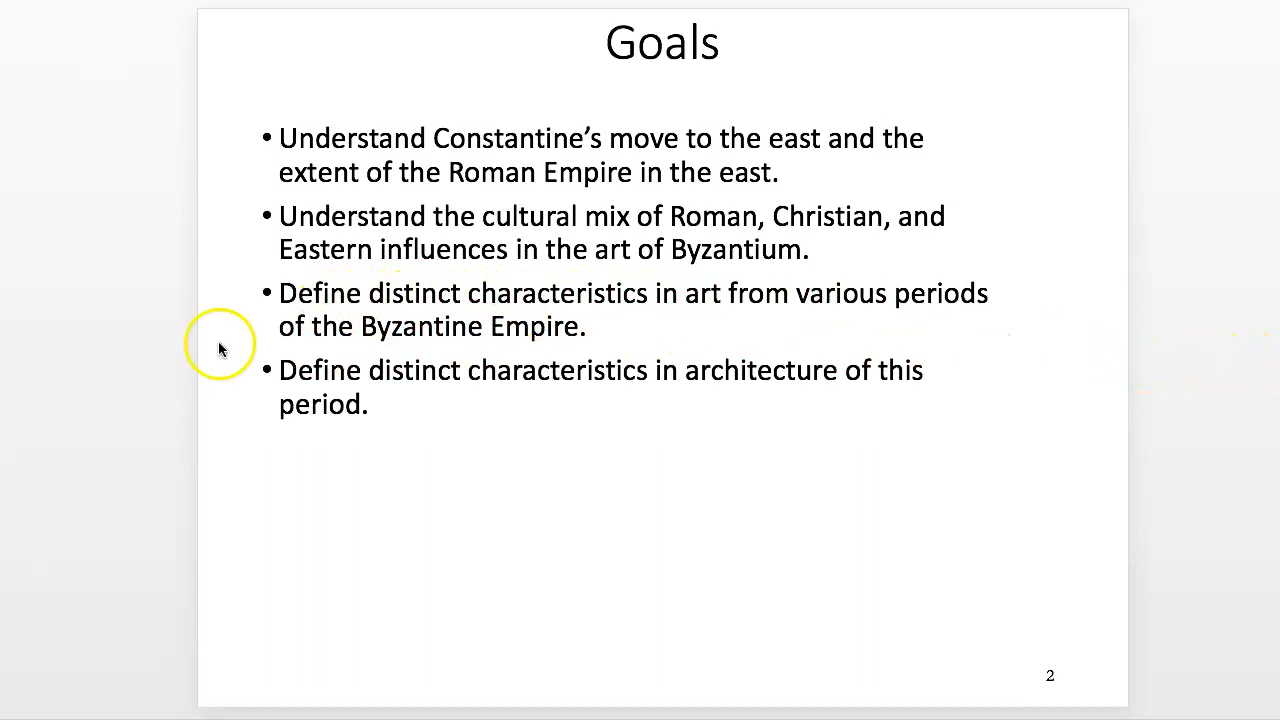 Goals
• Understand Constantine’s move to the east and the
extent of the Roman Empire in the east.
• Understand the cultural mix of Roman, Christian, and
Eastern influences in the art of Byzantium.
• Define distinct characteristics in art from various periods
of the Byzantine Empire.
• Define distinct characteristics in architecture of this
period.
2